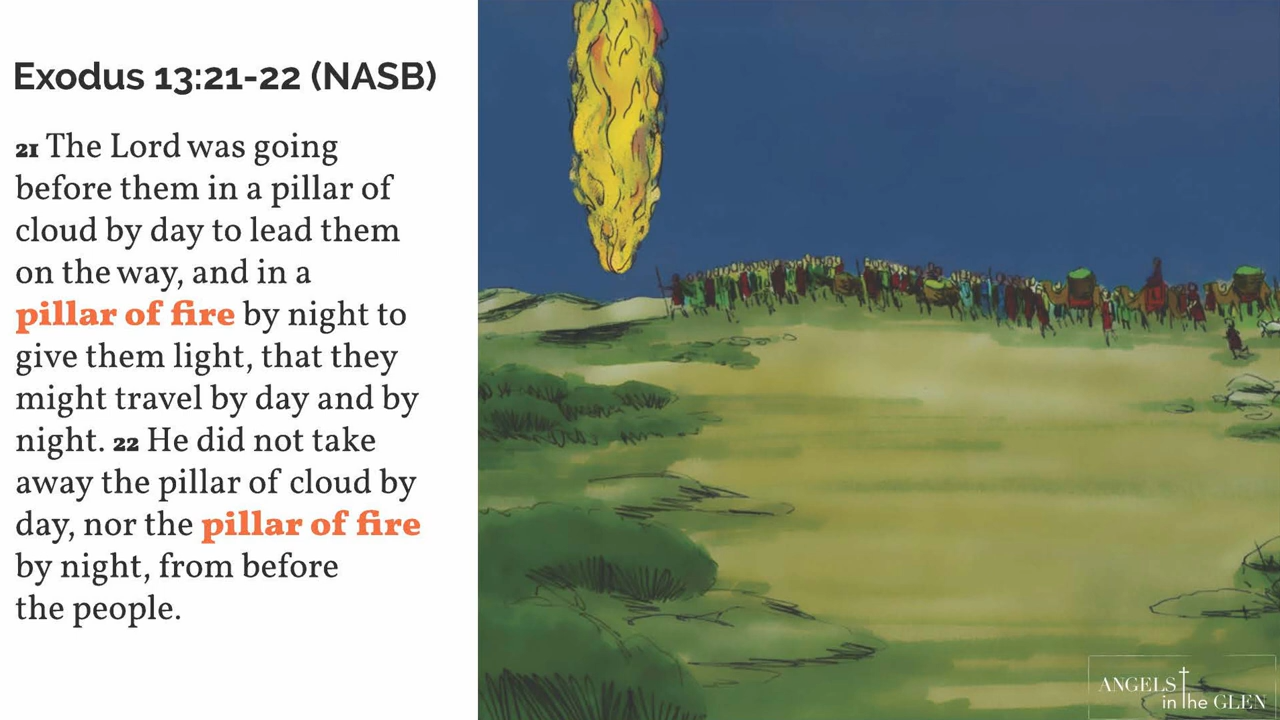 Exodus 13:21-22 (NASB)
21 The Lord was going
before them in a pillar of
cloud by day to lead them
on the way, and in a
pillar of fire by night to
give them light, that they
might travel by day and by
night. 22 He did not take
away the pillar of cloud by
day, nor the pillar of fire
by night, from before
the people.
ANGELS
in the GLEN